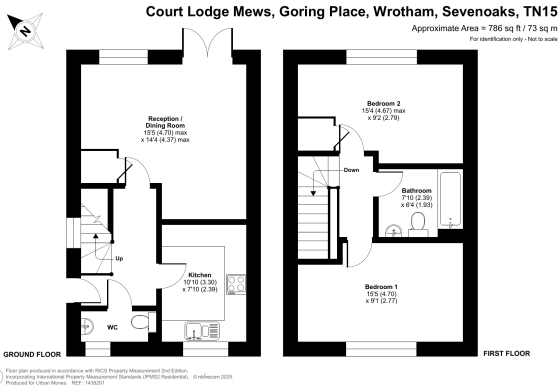 Court Lodge Mews, Goring Place, Wrotham, Sevenoaks, TN15
Approximate Area = 786 sq ft / 73 sq m
For identification only - Not to scale
N
Reception /
Dining Room
15'5 (4.70) max
x 14'4 (4.37) max
Up
Kitchen
10'10 (3.30)
x 7'10 (2.39)
WC
GROUND FLOOR
Bedroom 2
15'4 (4.67) max
x 9'2 (2.79)
Down
Bathroom
7'10 (2.39)
x 6'4 (1.93)
Bedroom 1
15'5 (4.70)
x 9'1 (2.77)
FIRST FLOOR
Floor plan produced in accordance with RICS Property Measurement 2nd Edition,
Incorporating International Property Measurement Standards (IPMS2 Residential). © nichecom 2025.
Produced for Urban Moves. REF: 1438291